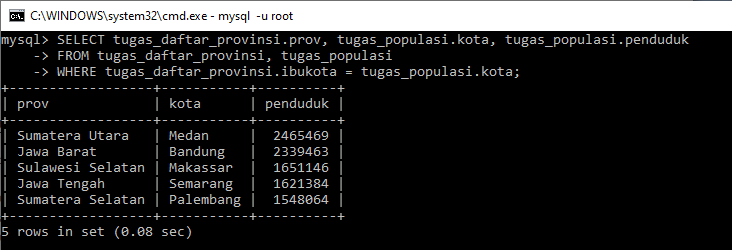 C:\WINDOWS\system32\cmd.exe - mysql  -u root
mysql> SELECT tugas_daftar_provinsi.prov, tugas_populasi.kota, tugas_populasi.penduduk
    -> FROM tugas_daftar_provinsi, tugas_populasi
    -> WHERE tugas_daftar_provinsi.ibukota = tugas_populasi.kota;
+------------------+-----------+----------+
| prov             | kota      | penduduk |
+------------------+-----------+----------+
| Sumatera Utara   | Medan     |  2465469 |
| Jawa Barat       | Bandung   |  2339463 |
| Sulawesi Selatan | Makassar  |  1651146 |
| Jawa Tengah      | Semarang  |  1621384 |
| Sumatera Selatan | Palembang |  1548064 |
+------------------+-----------+----------+
5 rows in set (0.08 sec)